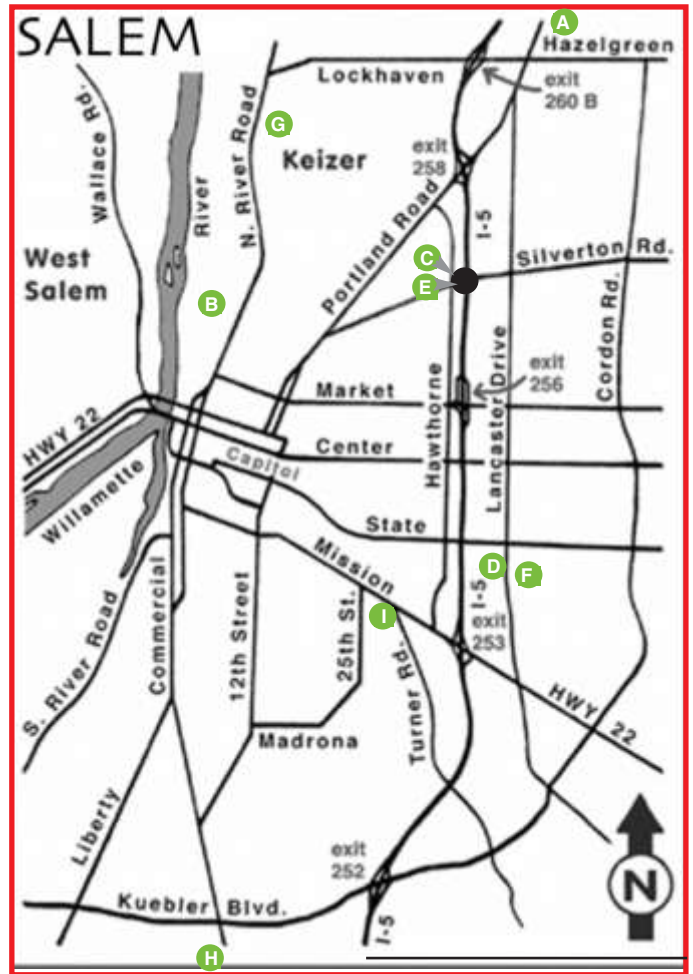 SALEM
A
Hazelgreen
Lockhaven
exit
260 B
Wallace Rd.
River
N. River Road
G
Keizer
exit
258
Portland Road
I-5
Silverton Rd.
West
Salem
C
E
B
Cordon Rd.
exit
256
Market
Hawthorne
Lancaster Drive
HWY 22
Center
Capitol
Willamette
State
Mission
D
F
I-5
exit
253
I
Commercial
12th Street
25th St.
S. River Road
Turner Rd.
HWY 22
Madrona
Liberty
exit
252
Kuebler Blvd.
N
I-5
H